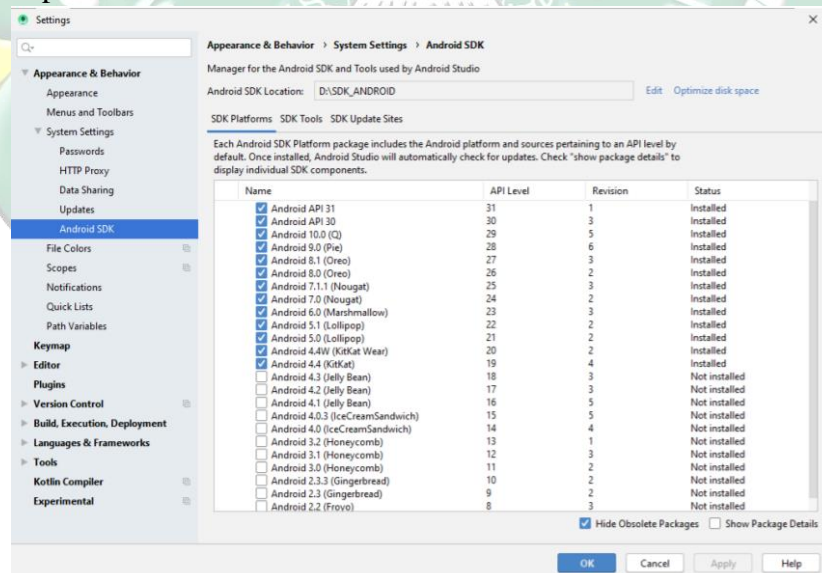 Settings
Appearance & Behavior
Appearance
Menus and Toolbars
System Settings
Passwords
HTTP Proxy
Data Sharing
Updates
Android SDK
File Colors
Scopes
Notifications
Quick Lists
Path Variables
Keymap
Editor
Plugins
Version Control
Build, Execution, Deployment
Languages & Frameworks
Tools
Kotlin Compiler
Experimental
Appearance & Behavior › System Settings › Android SDK
Manager for the Android SDK and Tools used by Android Studio
Android SDK Location: D:\SDK_ANDROID Edit Optimize disk space
SDK Platforms SDK Tools SDK Update Sites
Each Android SDK Platform package includes the Android platform and sources pertaining to an API level by
default. Once installed, Android Studio will automatically check for updates. Check "show package details" to
display individual SDK components.
Name API Level Revision Status
Android API 31 31 1 Installed
Android API 30 30 3 Installed
Android 10.0 (Q) 29 5 Installed
Android 9.0 (Pie) 28 6 Installed
Android 8.1 (Oreo) 27 3 Installed
Android 8.0 (Oreo) 26 2 Installed
Android 7.1.1 (Nougat) 25 3 Installed
Android 7.0 (Nougat) 24 2 Installed
Android 6.0 (Marshmallow) 23 3 Installed
Android 5.1 (Lollipop) 22 2 Installed
Android 5.0 (Lollipop) 21 2 Installed
Android 4.4W (KitKat Wear) 20 2 Installed
Android 4.4 (KitKat) 19 4 Installed
Android 4.3 (Jelly Bean) 18 3 Not installed
Android 4.2 (Jelly Bean) 17 3 Not installed
Android 4.1 (Jelly Bean) 16 5 Not installed
Android 4.0.3 (IceCreamSandwich) 15 5 Not installed
Android 4.0 (IceCreamSandwich) 14 4 Not installed
Android 3.2 (Honeycomb) 13 1 Not installed
Android 3.1 (Honeycomb) 12 3 Not installed
Android 3.0 (Honeycomb) 11 2 Not installed
Android 2.3.3 (Gingerbread) 10 2 Not installed
Android 2.3 (Gingerbread) 9 2 Not installed
Android 2.2 (Froyo) 8 3 Not installed
Hide Obsolete Packages Show Package Details
OK Cancel Apply Help